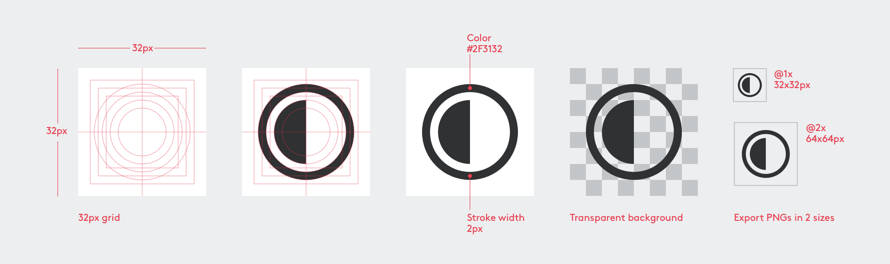 32px
32px
32px grid
Color
#2F3132
Stroke width
2px
Transparent background
@1x
32x32px
@2x
64x64px
Export PNGs in 2 sizes